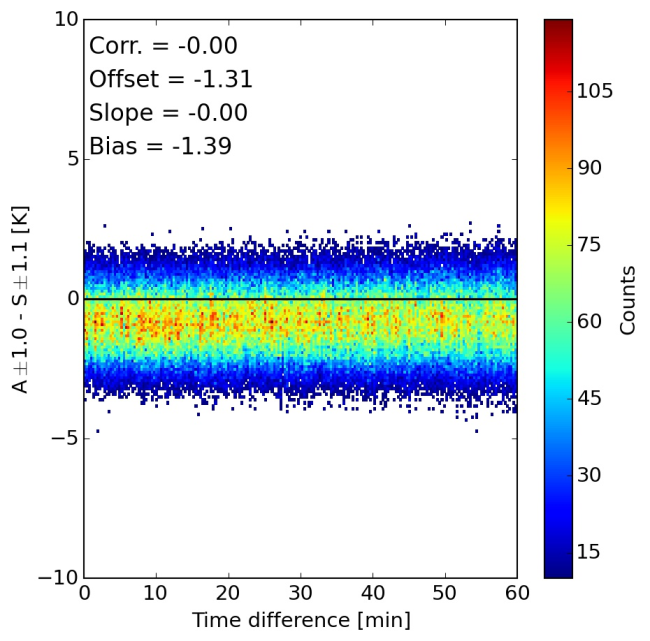 Corr. = -0.00
Offset = -1.31
Slope = -0.00
Bias = -1.39
10
5
0
−5
−10
A ±1.0 - S ±1.1 [K]
0 10 20 30 40 50 60
Time difference [min]
105
90
75
60
45
30
15
Counts